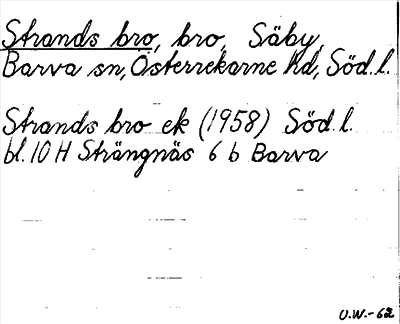 Strands bro, bro, Säby,
Barva sn, Österrekarne hd, Söd. l.
Strands bro ek (1958) Söd. l.
bl. 10 H Strängnäs 6 b Barva
U.W.-62